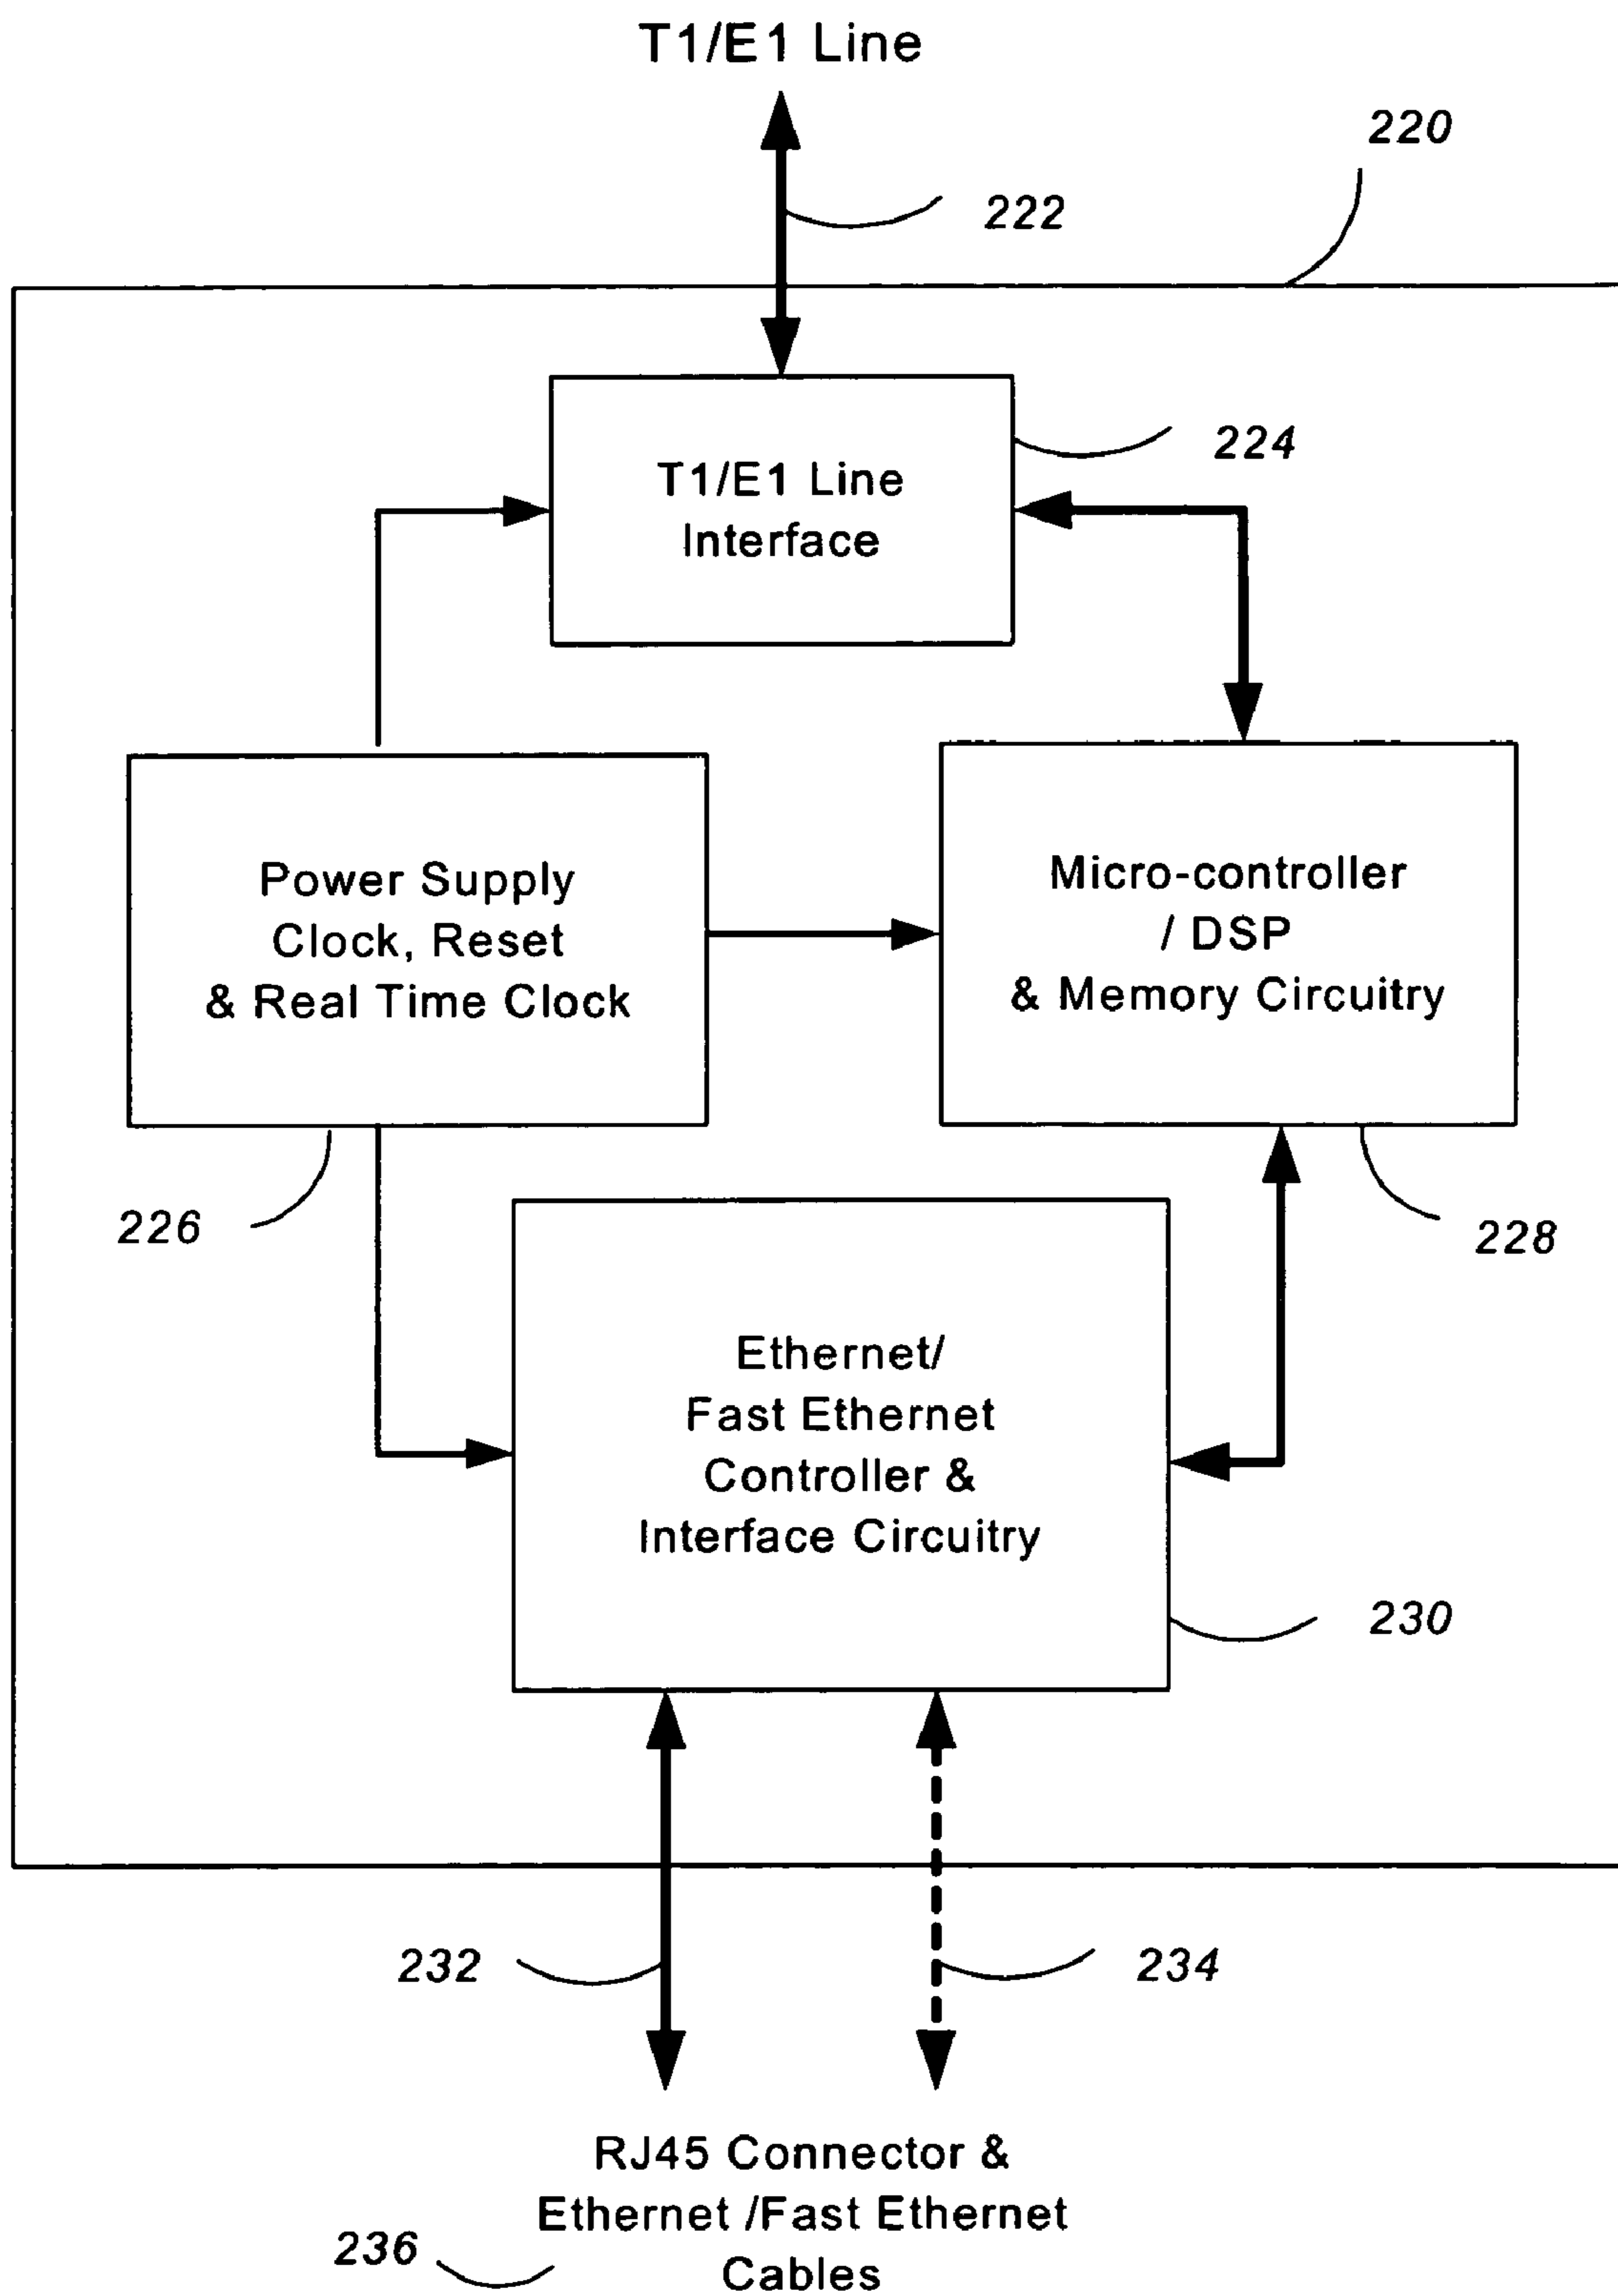 T1/E1 Line
220
222
T1/E1 Line
Interface
224
Power Supply
Clock, Reset
& Real Time Clock
Micro-controller
/ DSP
& Memory Circuitry
226
228
Ethernet/
Fast Ethernet
Controller &
Interface Circuitry
230
232
234
RJ45 Connector &
Ethernet /Fast Ethernet
Cables
236